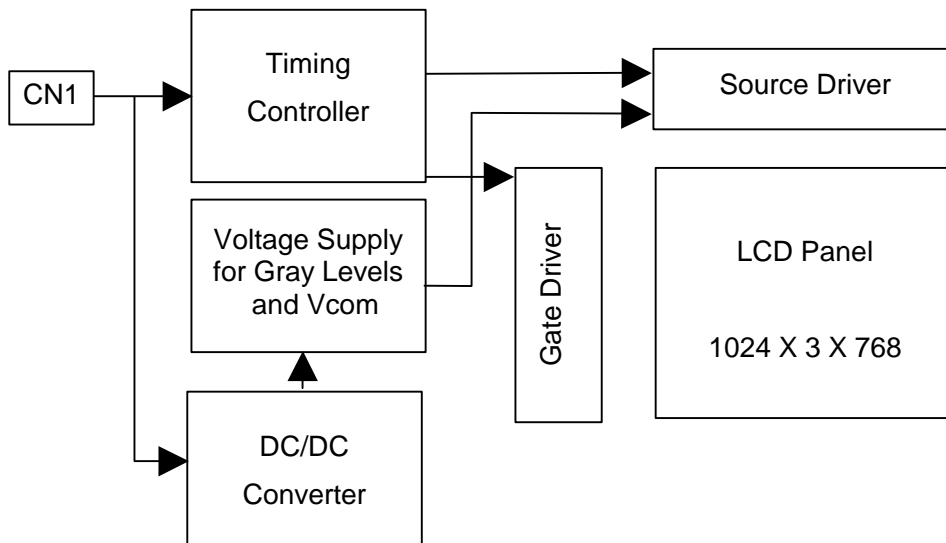 CN1
Timing
Controller
Source Driver
Voltage Supply
for Gray Levels
and Vcom
Gate Driver
LCD Panel
1024 X 3 X 768
DC/DC
Converter